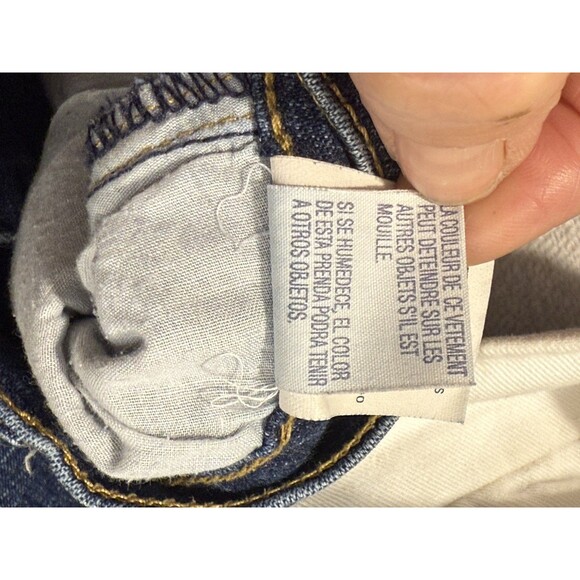 LA COULEUR DE CE VETEMENT
PEUT DETEINDRE SUR LES
AUTRES OBJETS S'IL EST
MOUILLE.
SI SE HUMEDECE, EL COLOR
DE ESTA PRENDA PODRA TENIR
A OTROS OBJETOS.